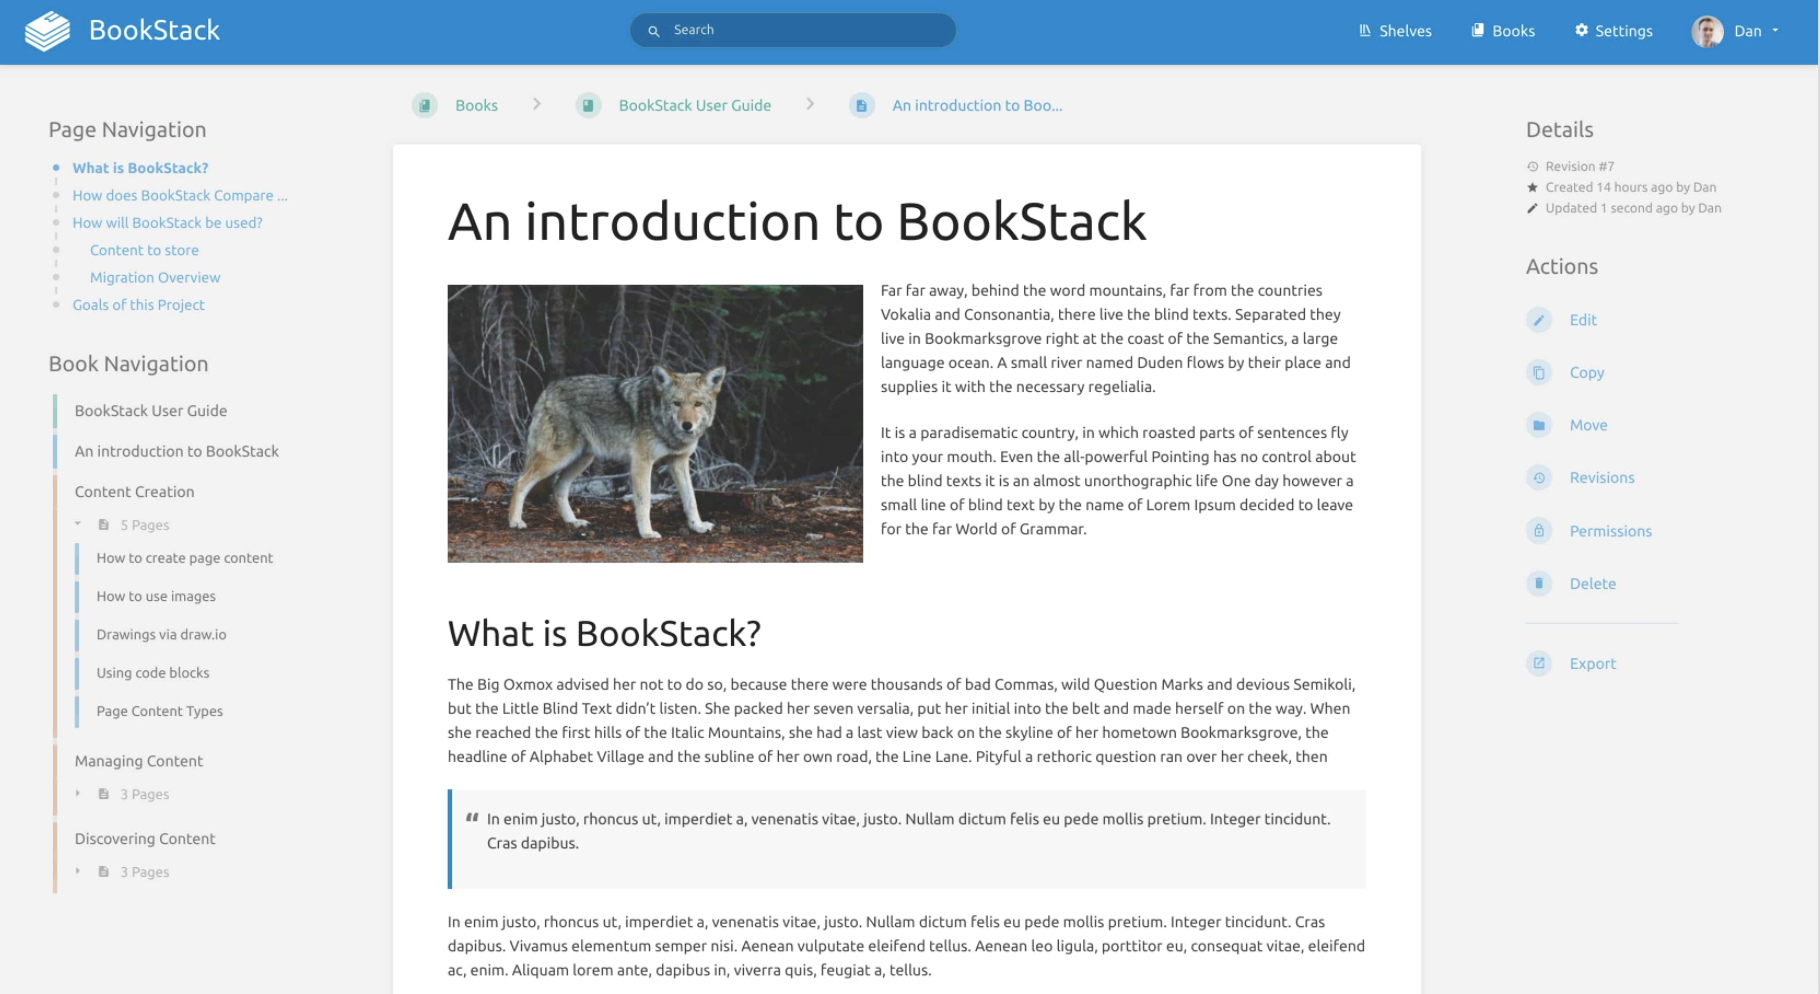 BookStack
Search
Shelves
Books
Settings
Dan
Books
BookStack User Guide
An introduction to Boo...
Page Navigation
What is BookStack?
How does BookStack Compare ...
How will BookStack be used?
Content to store
Migration Overview
Goals of this Project
Book Navigation
BookStack User Guide
An introduction to BookStack
Content Creation
5 Pages
How to create page content
How to use images
Drawings via draw.io
Using code blocks
Page Content Types
Managing Content
3 Pages
Discovering Content
3 Pages
An introduction to BookStack
Far far away, behind the word mountains, far from the countries
Vokalia and Consonantia, there live the blind texts. Separated they
live in Bookmarksgrove right at the coast of the Semantics, a large
language ocean. A small river named Duden flows by their place and
supplies it with the necessary regelialia.
It is a paradisematic country, in which roasted parts of sentences fly
into your mouth. Even the all-powerful Pointing has no control about
the blind texts it is an almost unorthographic life One day however a
small line of blind text by the name of Lorem Ipsum decided to leave
for the far World of Grammar.
What is BookStack?
The Big Oxmox advised her not to do so, because there were thousands of bad Commas, wild Question Marks and devious Semikoli,
but the Little Blind Text didn’t listen. She packed her seven versalia, put her initial into the belt and made herself on the way. When
she reached the first hills of the Italic Mountains, she had a last view back on the skyline of her hometown Bookmarksgrove, the
headline of Alphabet Village and the subline of her own road, the Line Lane. Pityful a rethoric question ran over her cheek, then
“ In enim justo, rhoncus ut, imperdiet a, venenatis vitae, justo. Nullam dictum felis eu pede mollis pretium. Integer tincidunt.
Cras dapibus.
In enim justo, rhoncus ut, imperdiet a, venenatis vitae, justo. Nullam dictum felis eu pede mollis pretium. Integer tincidunt. Cras
dapibus. Vivamus elementum semper nisi. Aenean vulputate eleifend tellus. Aenean leo ligula, porttitor eu, consequat vitae, eleifend
ac, enim. Aliquam lorem ante, dapibus in, viverra quis, feugiat a, tellus.
Details
Revision #7
Created 14 hours ago by Dan
Updated 1 second ago by Dan
Actions
Edit
Copy
Move
Revisions
Permissions
Delete
Export